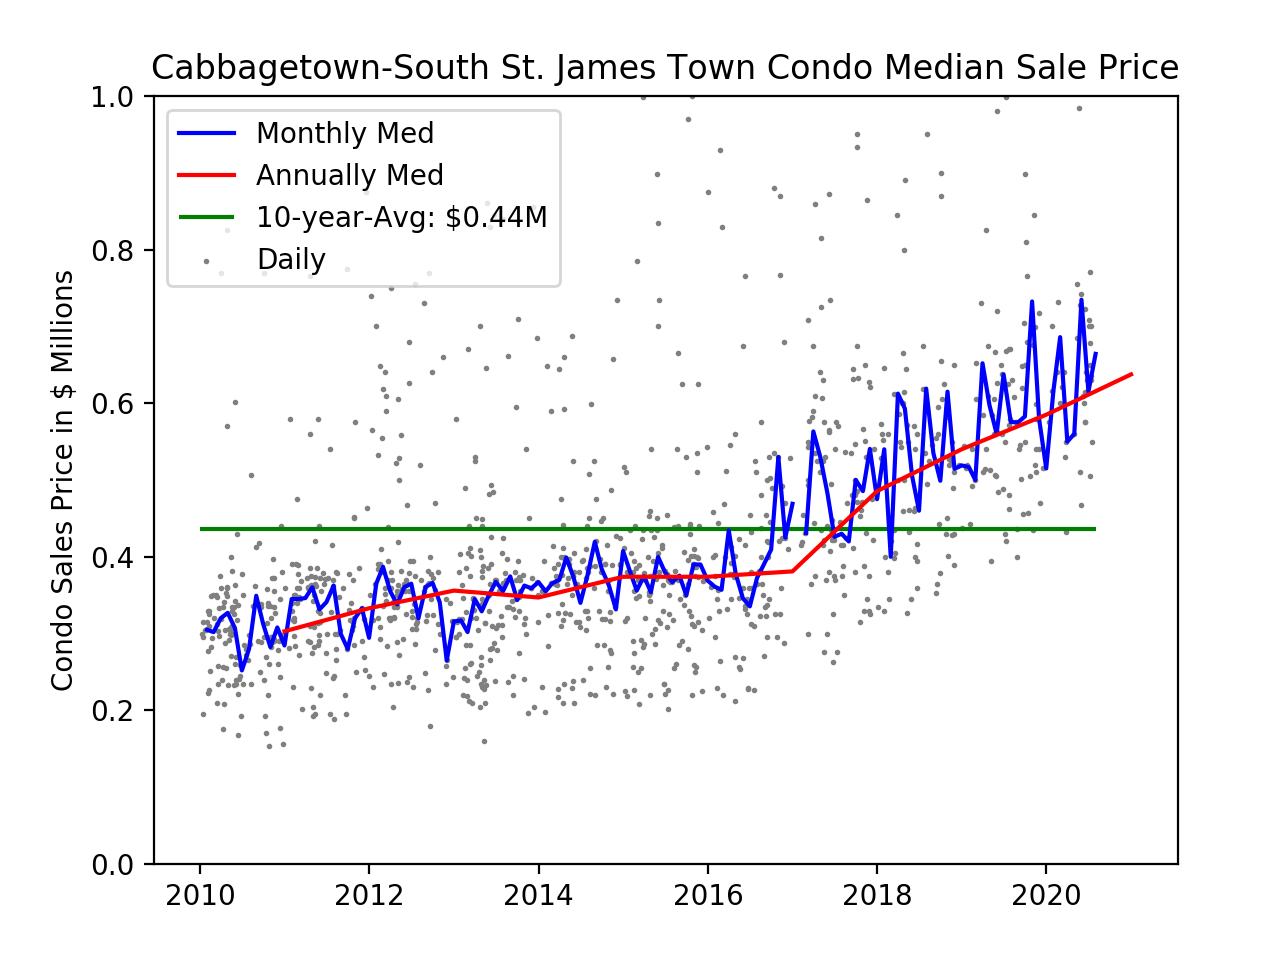 Cabbagetown-South St. James Town Condo Median Sale Price
Condo Sales Price in $ Millions
1.0
0.8
0.6
0.4
0.2
0.0
Monthly Med
Annually Med
10-year-Avg: $0.44M
Daily
2010 2012 2014 2016 2018 2020